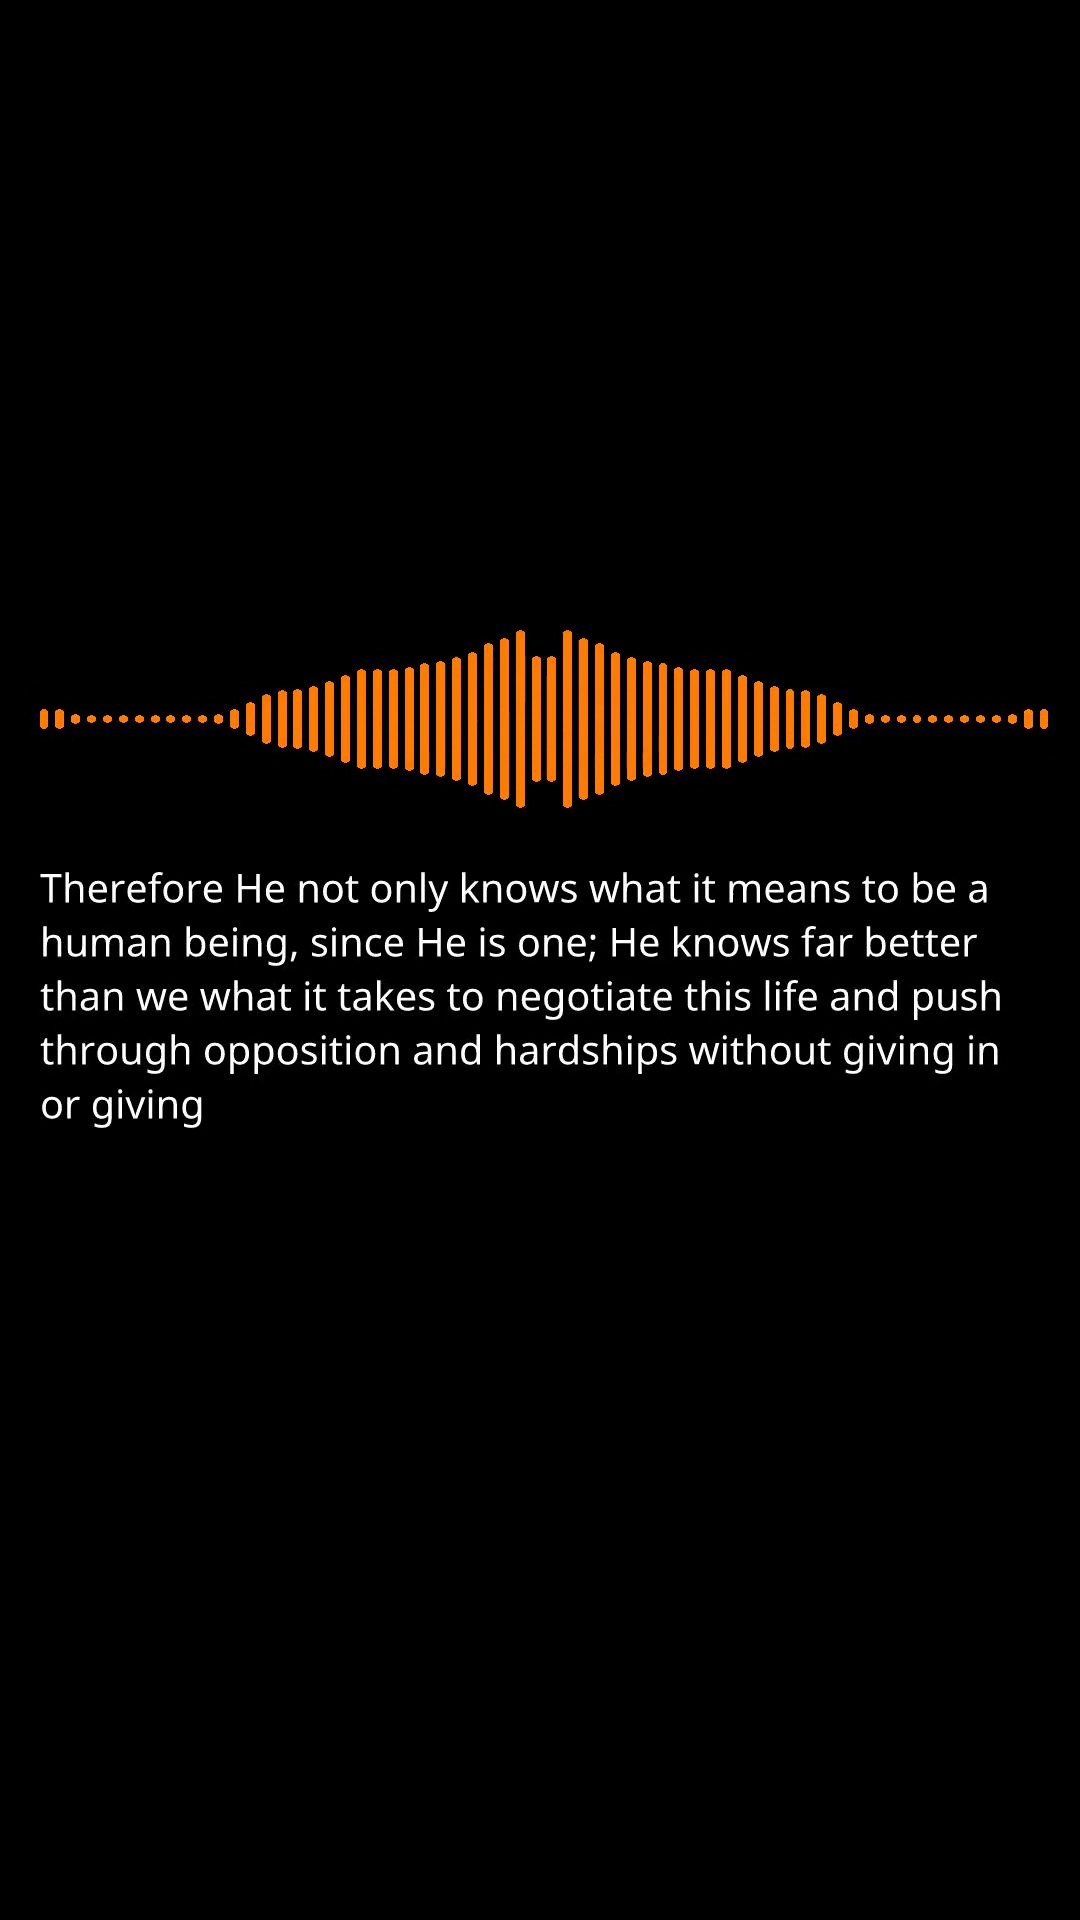 Therefore He not only knows what it means to be a
human being, since He is one; He knows far better
than we what it takes to negotiate this life and push
through opposition and hardships without giving in
or giving